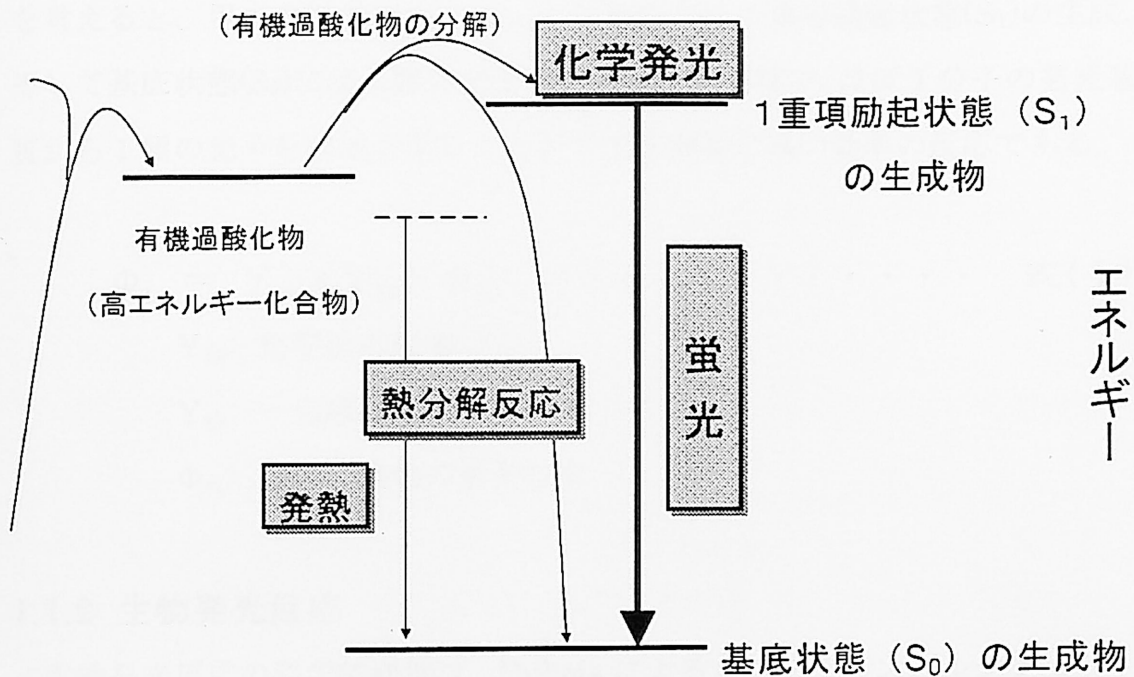 （有機過酸化物の分解）
化学発光
1重項励起状態（S₁）
の生成物
有機過酸化物
（高エネルギー化合物）
熱分解反応
発熱
蛍光
エネルギー
基底状態（S₀）の生成物